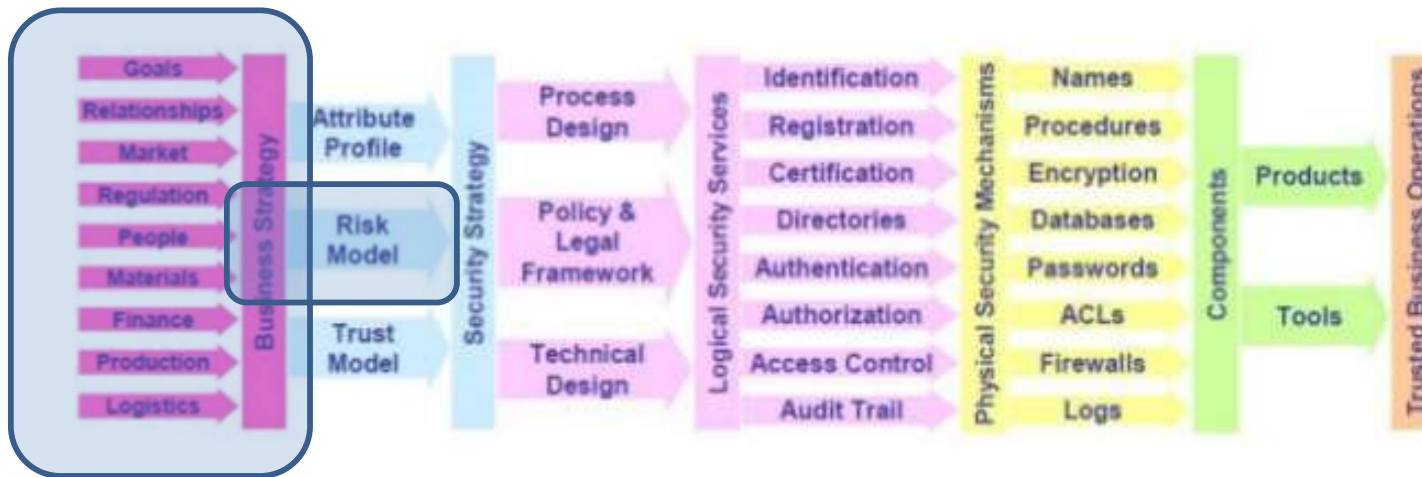 Goals
Relationships
Market
Regulation
People
Materials
Finance
Production
Logistics
Business Strategy
Attribute
Profile
Risk
Model
Trust
Model
Security Strategy
Process
Design
Policy &
Legal
Framework
Technical
Design
Logical Security Services
Identification
Registration
Certification
Directories
Authentication
Authorization
Access Control
Audit Trail
Physical Security Mechanisms
Names
Procedures
Encryption
Databases
Passwords
ACLs
Firewalls
Logs
Components
Products
Tools
Trusted Business Operations